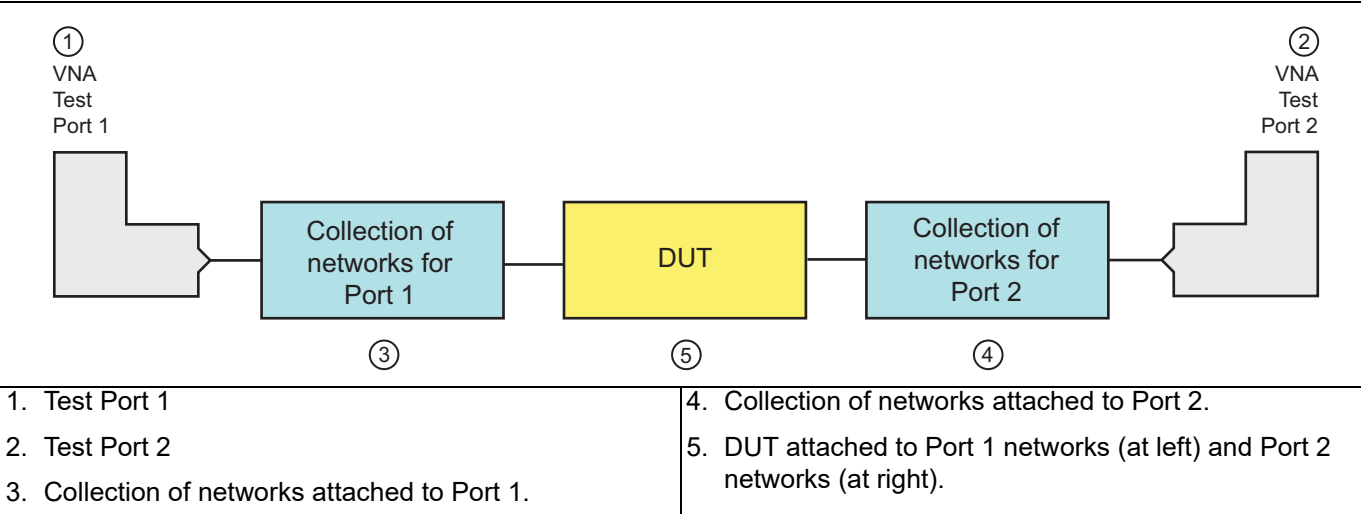 1
VNA
Test
Port 1
2
VNA
Test
Port 2
Collection of
networks for
Port 1
DUT
Collection of
networks for
Port 2
3
5
4
1. Test Port 1
2. Test Port 2
3. Collection of networks attached to Port 1.
4. Collection of networks attached to Port 2.
5. DUT attached to Port 1 networks (at left) and Port 2
networks (at right).